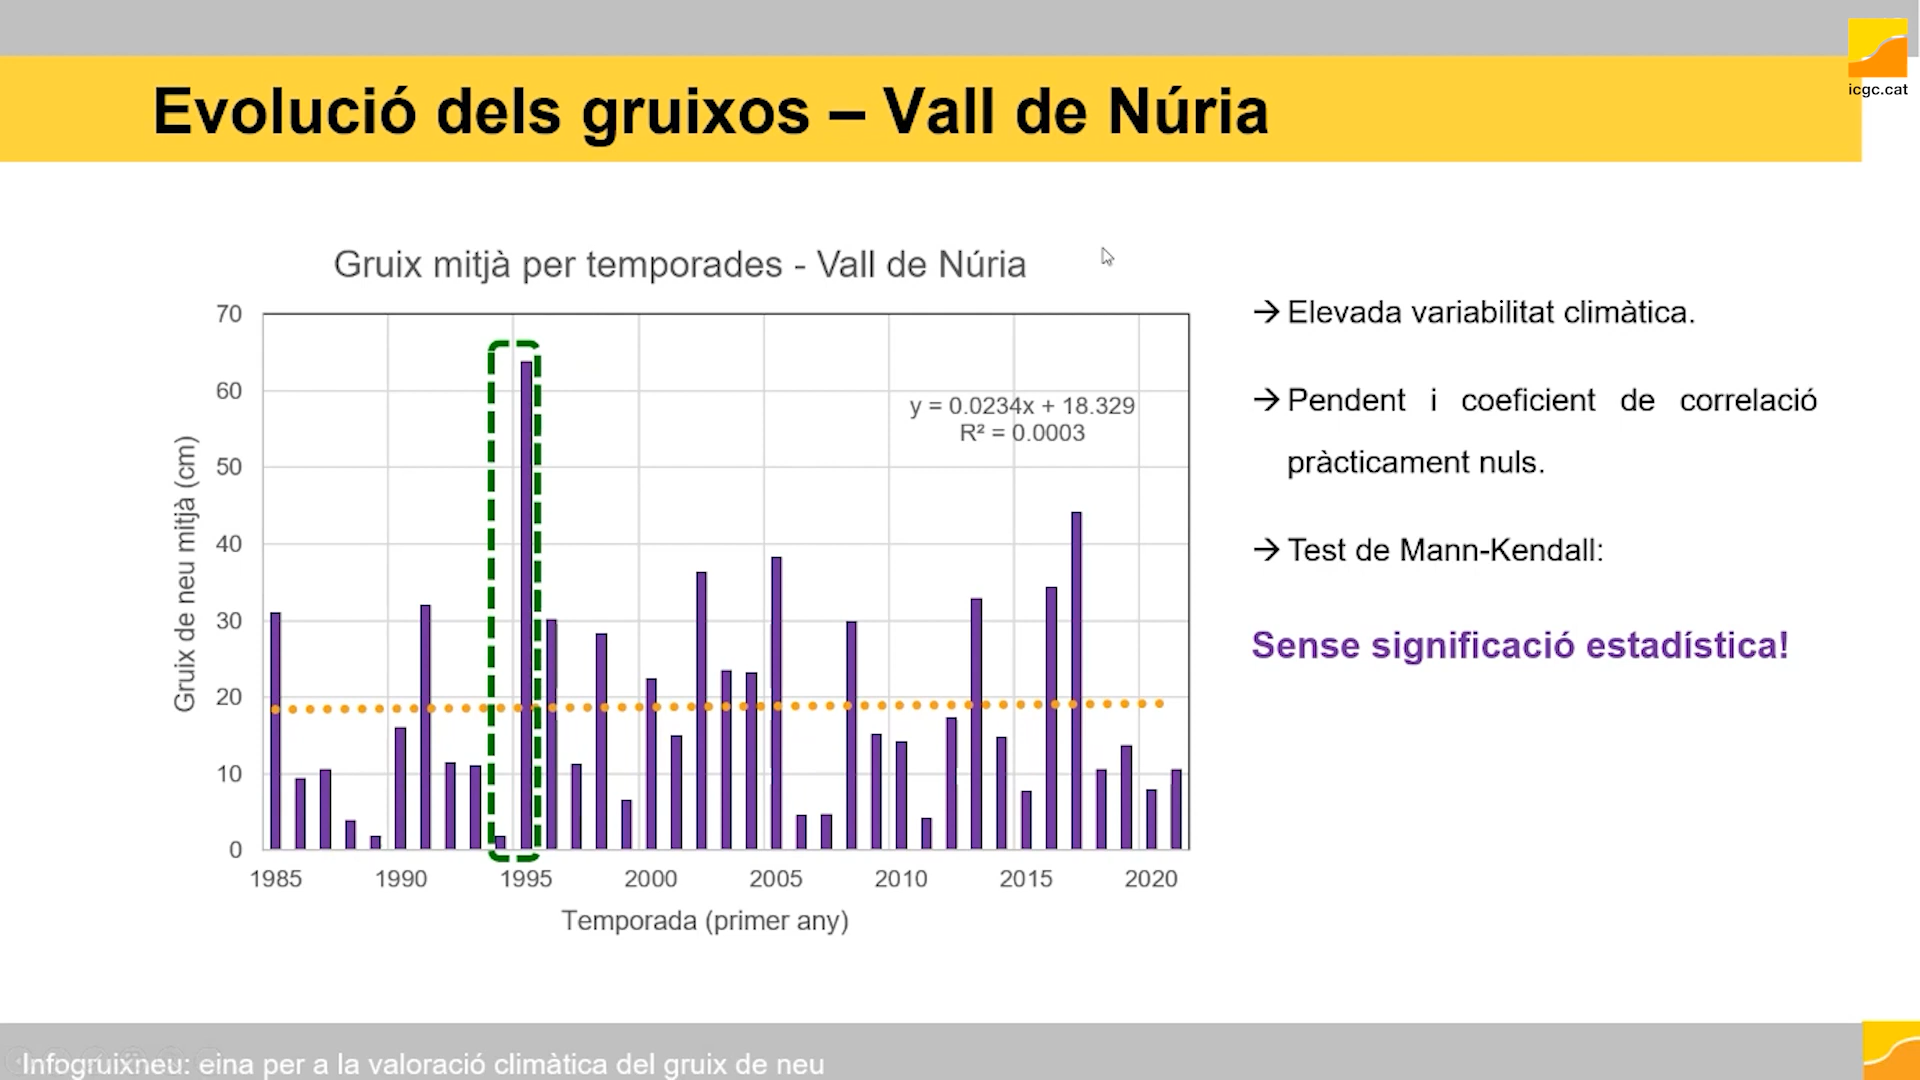 icgc.cat
Evolució dels gruixos – Vall de Núria
Gruix mitjà per temporades - Vall de Núria
Gruix de neu mitjà (cm)
70
60
50
40
30
20
10
0
y = 0.0234x + 18.329
R² = 0.0003
1985 1990 1995 2000 2005 2010 2015 2020
Temporada (primer any)
→ Elevada variabilitat climàtica.
→ Pendent i coeficient de correlació
pràcticament nuls.
→ Test de Mann-Kendall:
Sense significació estadística!
Infogruixneu: eina per a la valoració climàtica del gruix de neu